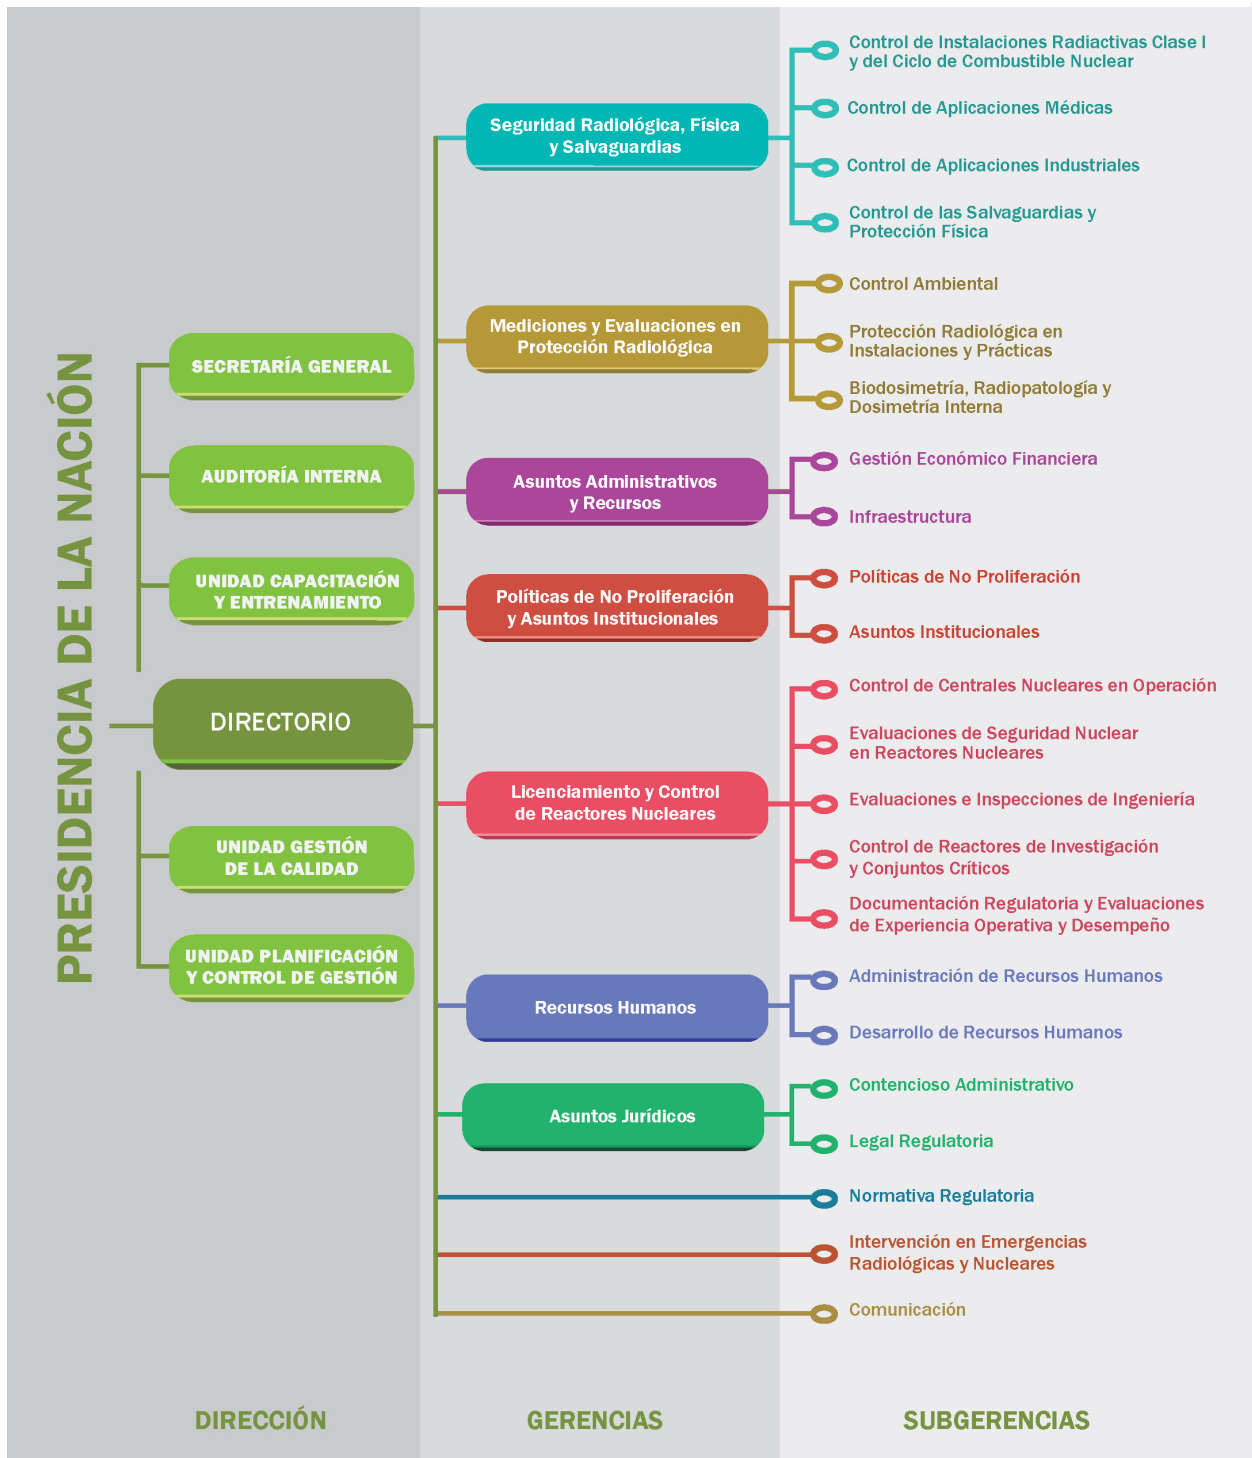 PRESIDENCIA DE LA NACIÓN
SECRETARÍA GENERAL
AUDITORÍA INTERNA
UNIDAD CAPACITACIÓN
Y ENTRENAMIENTO
DIRECTORIO
UNIDAD GESTIÓN
DE LA CALIDAD
UNIDAD PLANIFICACIÓN
Y CONTROL DE GESTIÓN
Seguridad Radiológica, Física
y Salvaguardias
Control de Instalaciones Radiactivas Clase I
y del Ciclo de Combustible Nuclear
Control de Aplicaciones Médicas
Control de Aplicaciones Industriales
Control de las Salvaguardias y
Protección Física
Mediciones y Evaluaciones en
Protección Radiológica
Control Ambiental
Protección Radiológica en
Instalaciones y Prácticas
Biodosimetría, Radiopatología y
Dosimetría Interna
Asuntos Administrativos
y Recursos
Gestión Económico Financiera
Infraestructura
Políticas de No Proliferación
y Asuntos Institucionales
Políticas de No Proliferación
Asuntos Institucionales
Licenciamiento y Control
de Reactores Nucleares
Control de Centrales Nucleares en Operación
Evaluaciones de Seguridad Nuclear
en Reactores Nucleares
Evaluaciones e Inspecciones de Ingeniería
Control de Reactores de Investigación
y Conjuntos Críticos
Documentación Regulatoria y Evaluaciones
de Experiencia Operativa y Desempeño
Recursos Humanos
Administración de Recursos Humanos
Desarrollo de Recursos Humanos
Asuntos Jurídicos
Contencioso Administrativo
Legal Regulatoria
Normativa Regulatoria
Intervención en Emergencias
Radiológicas y Nucleares
Comunicación
DIRECCIÓN
GERENCIAS
SUBGERENCIAS